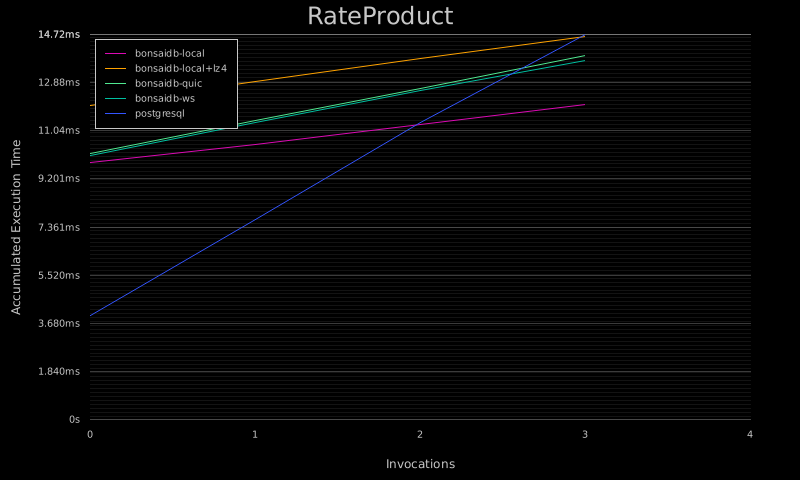 RateProduct
14.72ms
12.88ms
11.04ms
9.201ms
7.361ms
5.520ms
3.680ms
1.840ms
0s
Accumulated Execution Time
bonsaidb-local
bonsaidb-local+lz4
bonsaidb-quic
bonsaidb-ws
postgresql
0 1 2 3 4
Invocations